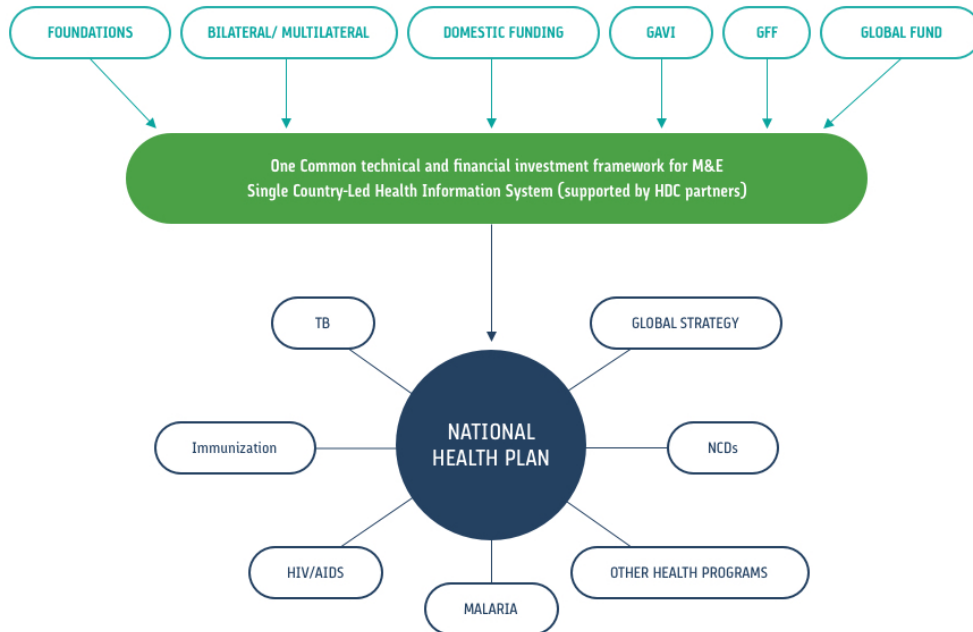 FOUNDATIONS
BILATERAL/ MULTILATERAL
DOMESTIC FUNDING
GAVI
GFF
GLOBAL FUND
One Common technical and financial investment framework for M&E
Single Country-Led Health Information System (supported by HDC partners)
TB
GLOBAL STRATEGY
NATIONAL
HEALTH PLAN
Immunization
NCDs
HIV/AIDS
OTHER HEALTH PROGRAMS
MALARIA